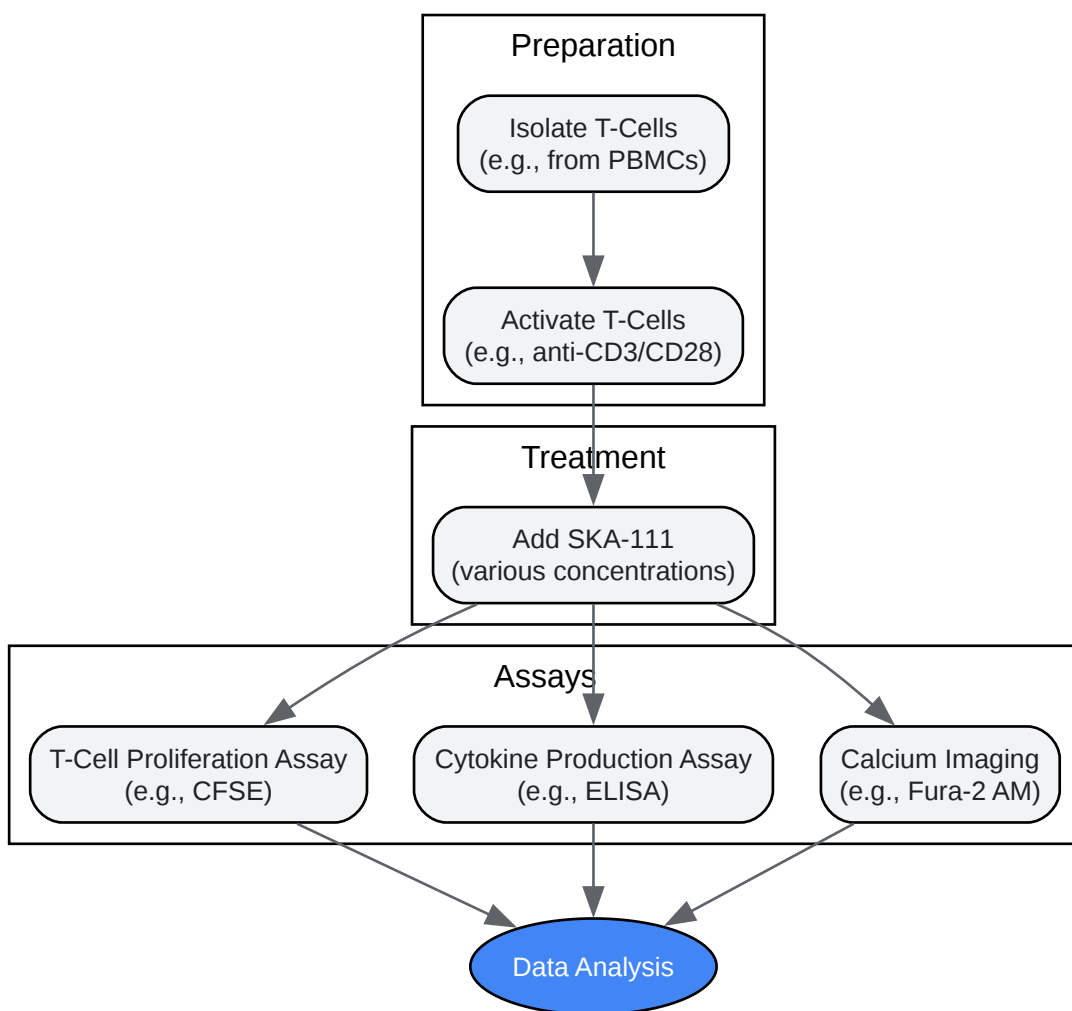 Preparation
Isolate T-Cells
(e.g., from PBMCs)
Activate T-Cells
(e.g., anti-CD3/CD28)
Treatment
Add SKA-111
(various concentrations)
Assays
T-Cell Proliferation Assay
(e.g., CFSE)
Cytokine Production Assay
(e.g., ELISA)
Calcium Imaging
(e.g., Fura-2 AM)
Data Analysis